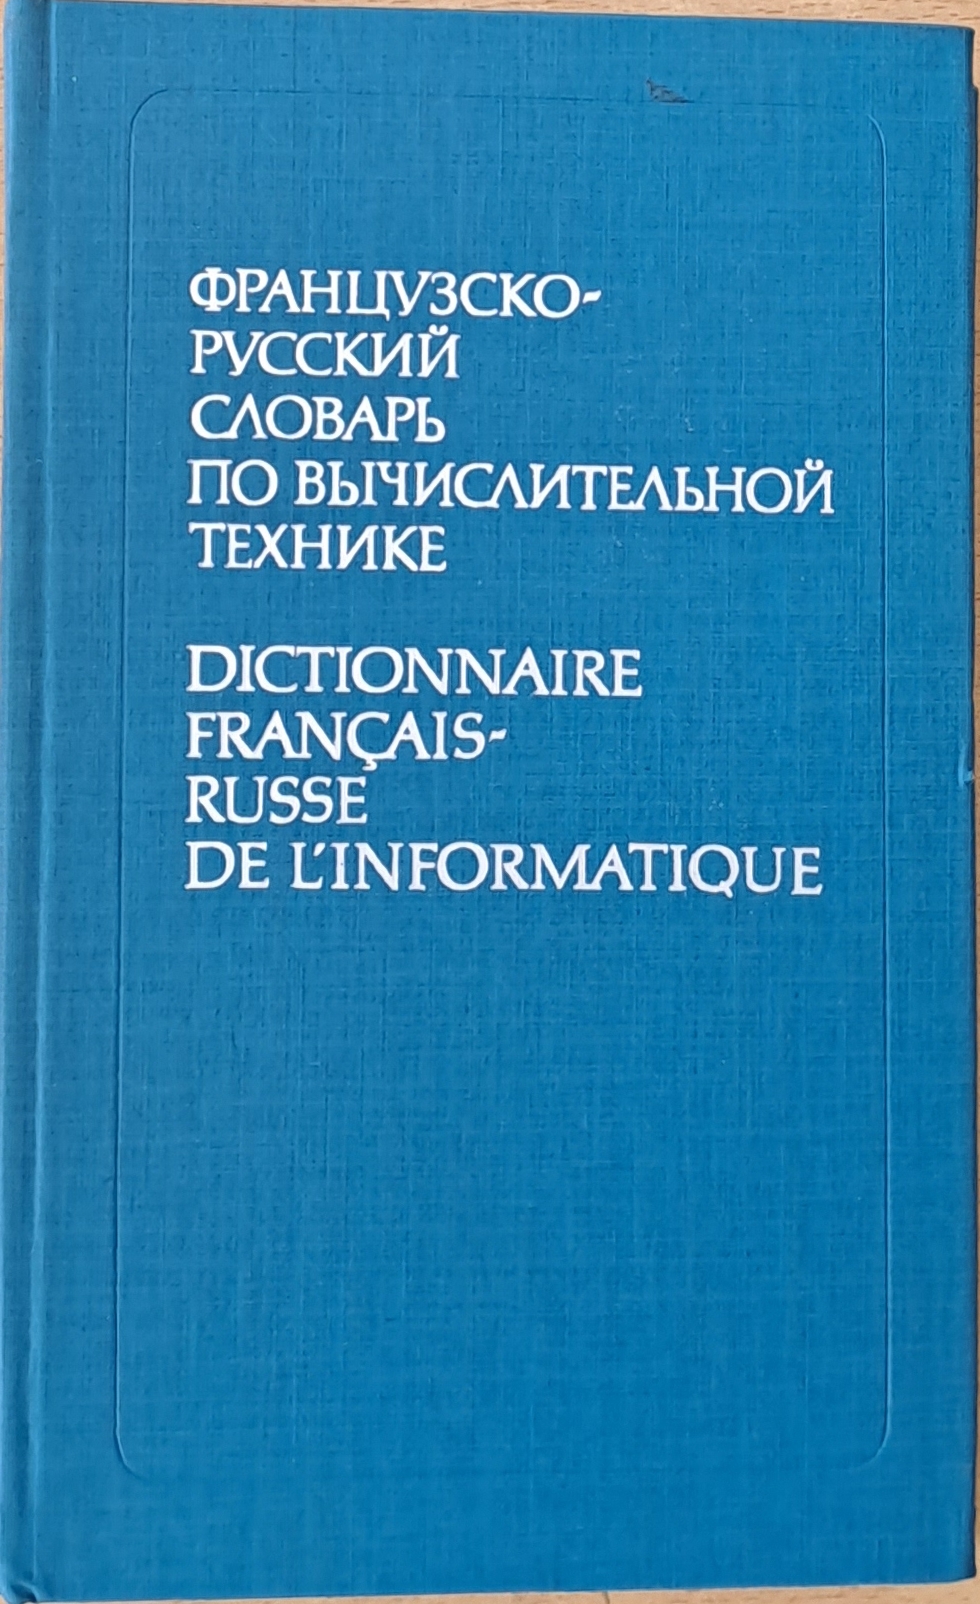 ФРАНЦУЗСКО-
РУССКИЙ
СЛОВАРЬ
ПО ВЫЧИСЛИТЕЛЬНОЙ
ТЕХНИКЕ
DICTIONNAIRE
FRANÇAIS-
RUSSE
DE L'INFORMATIQUE